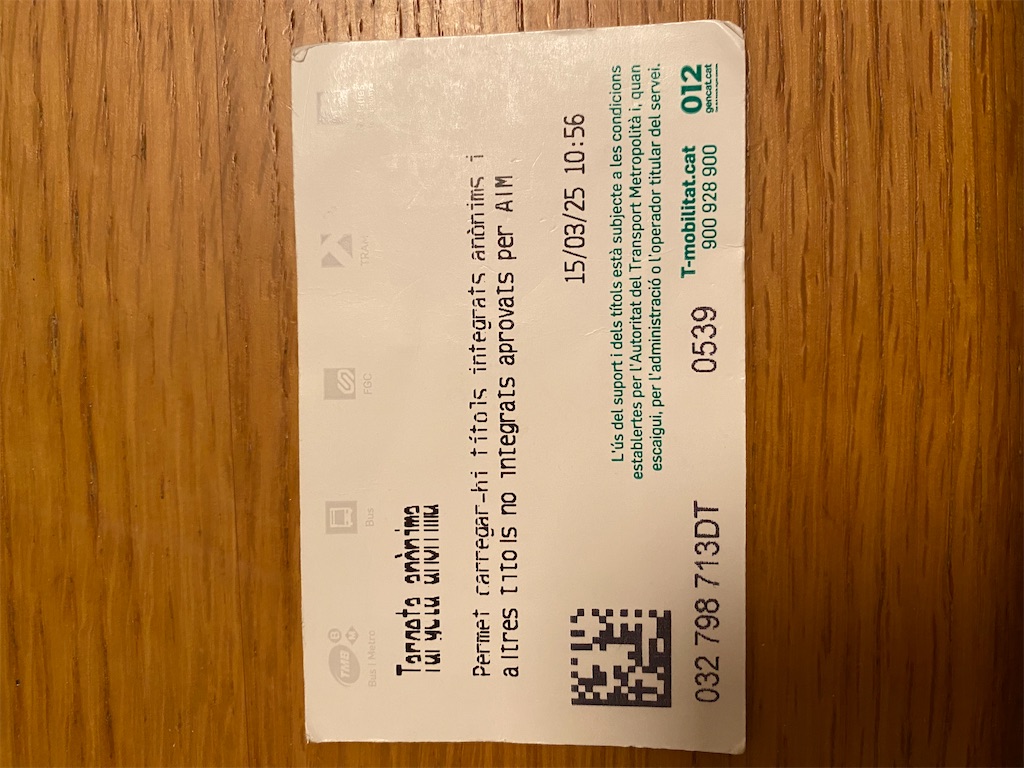 TMB
Bus i Metro
Bus
FGC
TRAM
Targeta anònima
Permet carregar-hi títols integrats anònims i
altres títols no integrats aprovats per ATM
15/03/25 10:56
L'ús del suport i dels títols està subjecte a les condicions
establertes per l'Autoritat del Transport Metropolità i, quan
escaigui, per l'administració o l'operador titular del servei.
032 798 713DT
0539
T-mobilitat.cat
900 928 900
012
gencat.cat